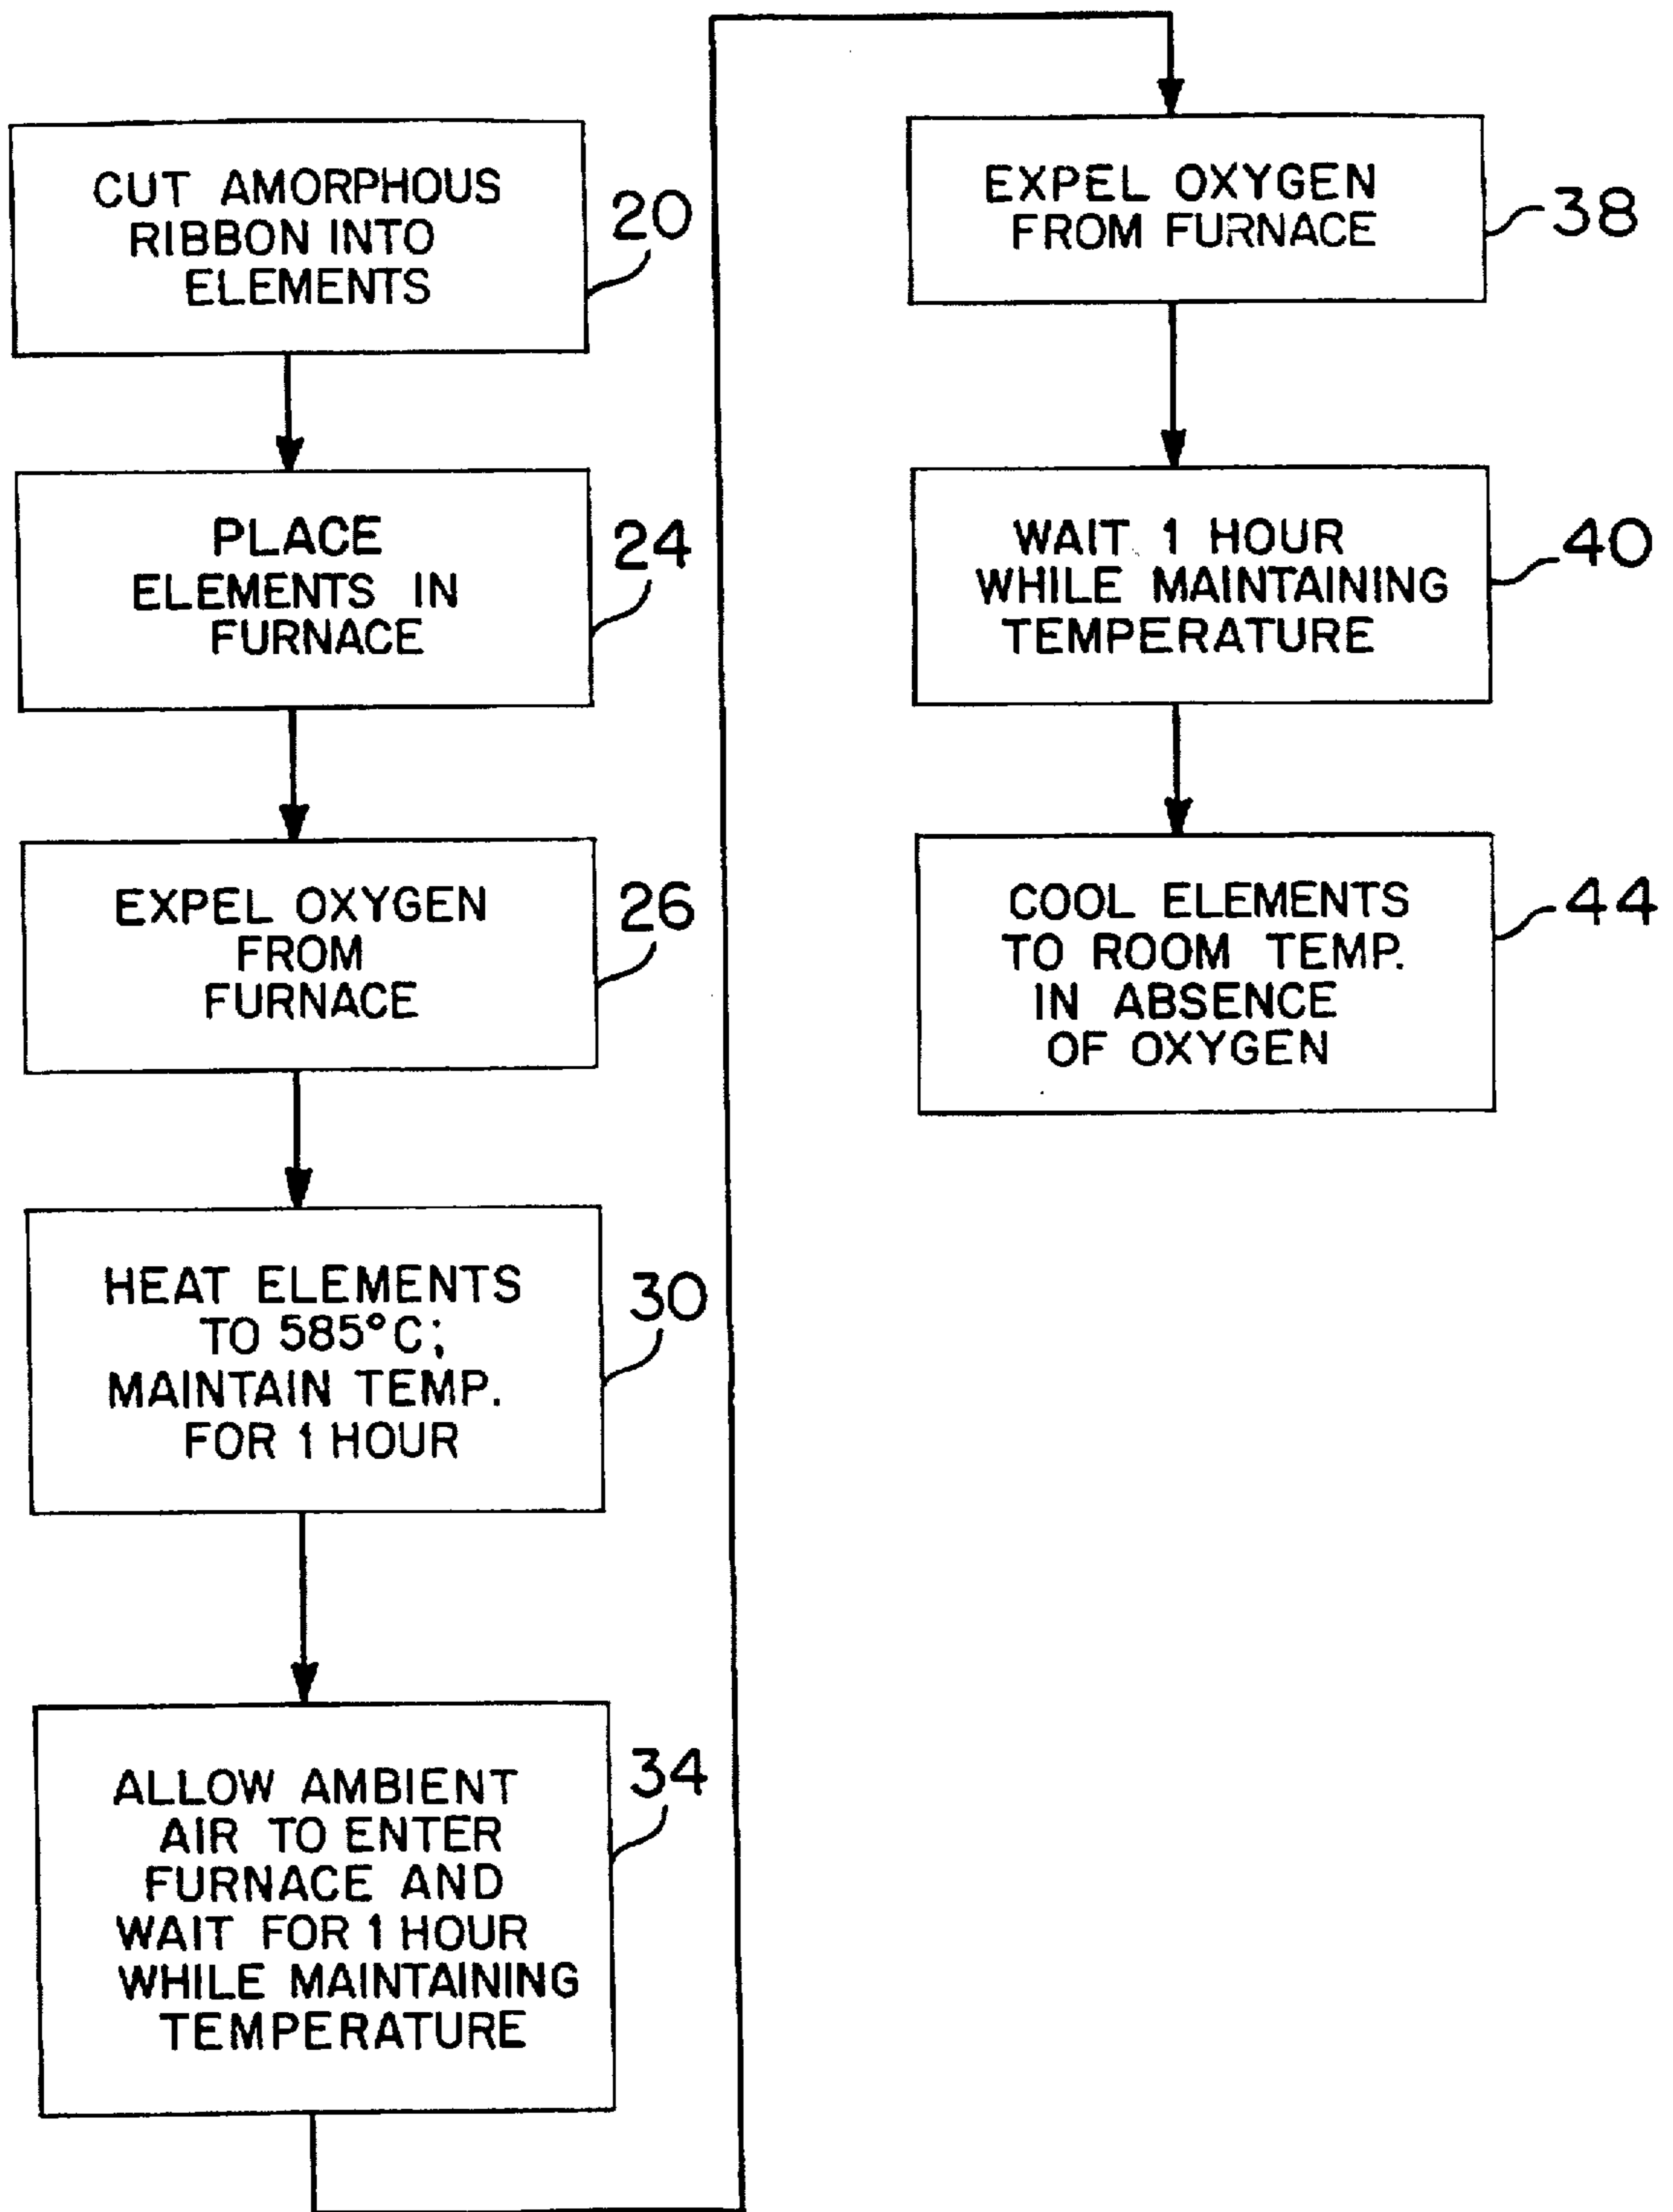 CUT AMORPHOUS
RIBBON INTO
ELEMENTS
20
PLACE
ELEMENTS IN
FURNACE
24
EXPEL OXYGEN
FROM
FURNACE
26
HEAT ELEMENTS
TO 585°C;
MAINTAIN TEMP.
FOR 1 HOUR
30
ALLOW AMBIENT
AIR TO ENTER
FURNACE AND
WAIT FOR 1 HOUR
WHILE MAINTAINING
TEMPERATURE
34
EXPEL OXYGEN
FROM FURNACE
38
WAIT 1 HOUR
WHILE MAINTAINING
TEMPERATURE
40
COOL ELEMENTS
TO ROOM TEMP.
IN ABSENCE
OF OXYGEN
44